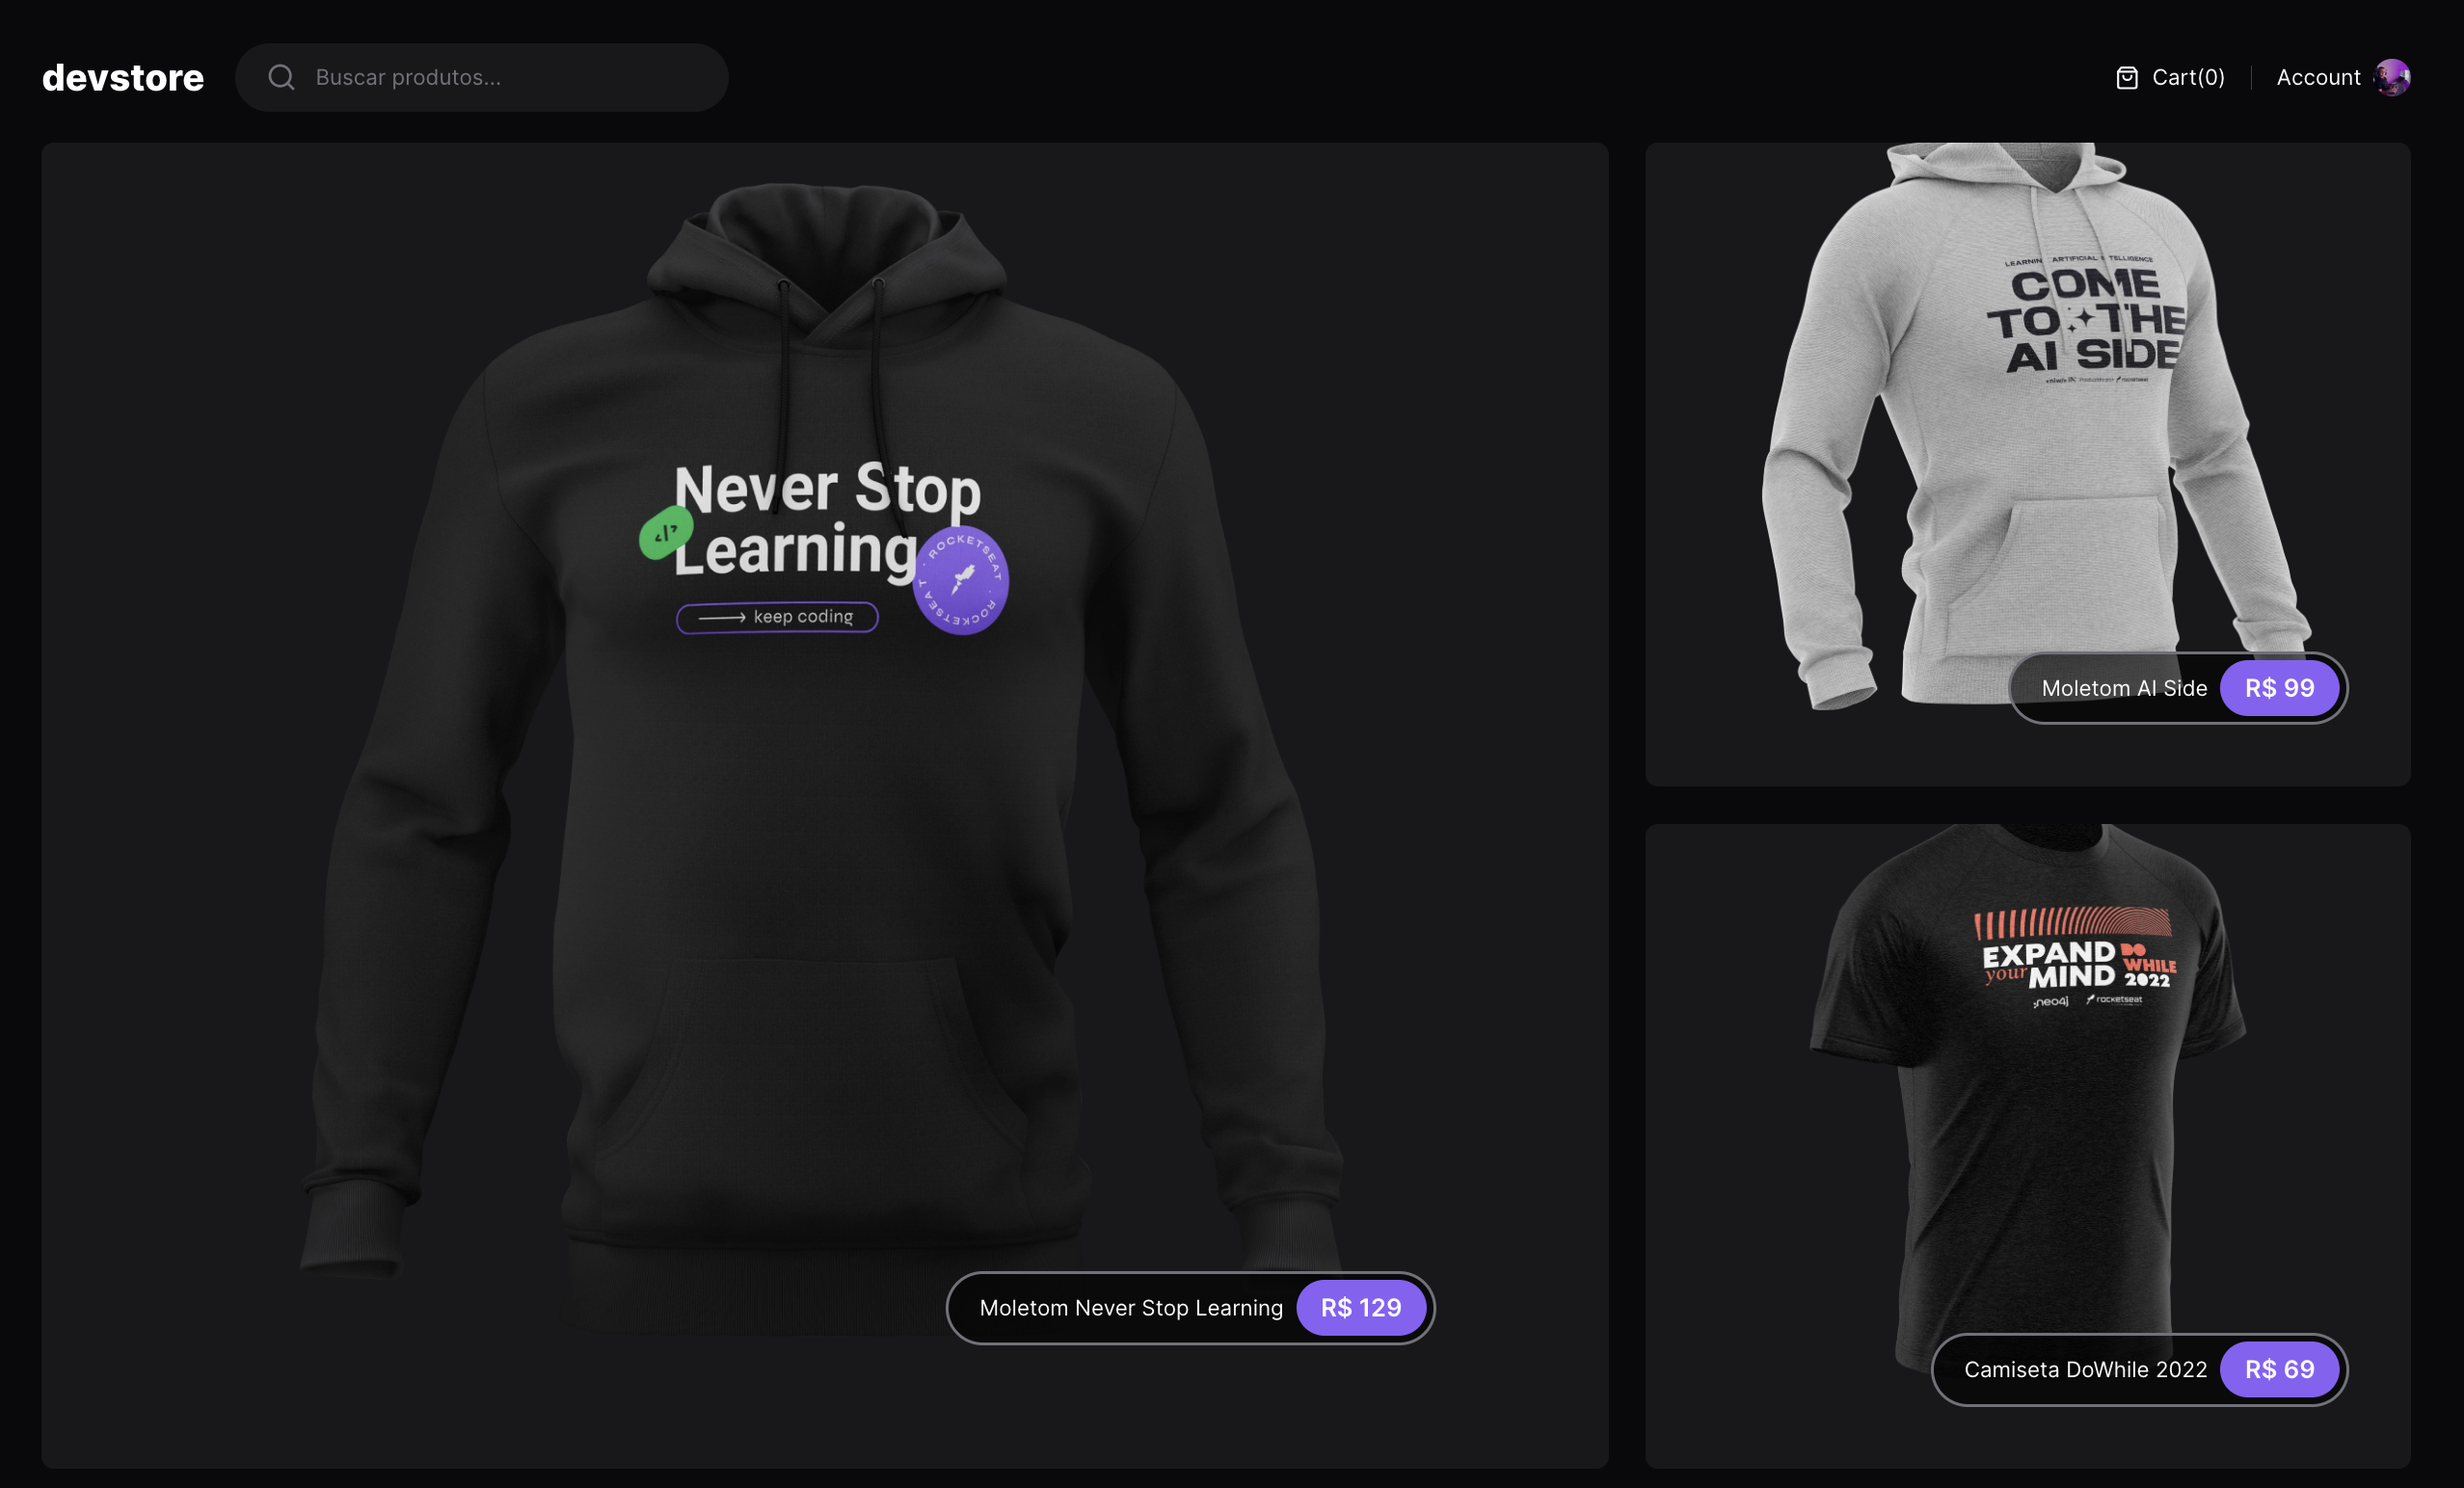 devstore
Buscar produtos...
Cart(0)
Account
Never Stop
Learning
</>
keep coding
ROCKETSEAT · ROCKETSEAT ·
Moletom Never Stop Learning
R$ 129
LEARNING ARTIFICIAL
COME
TO THE
AI SIDE
rocketseat
Moletom AI Side
R$ 99
EXPAND
your MIND
DO
WHILE
2022
neo4j
rocketseat
Camiseta DoWhile 2022
R$ 69